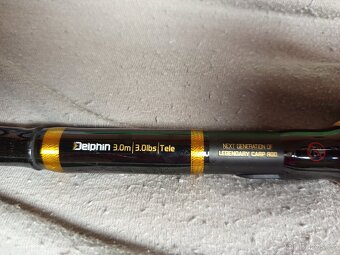 Delphin 3.0m | 3.0lbs | Tele
NEXT GENERATION OF
LEGENDARY CARP ROD